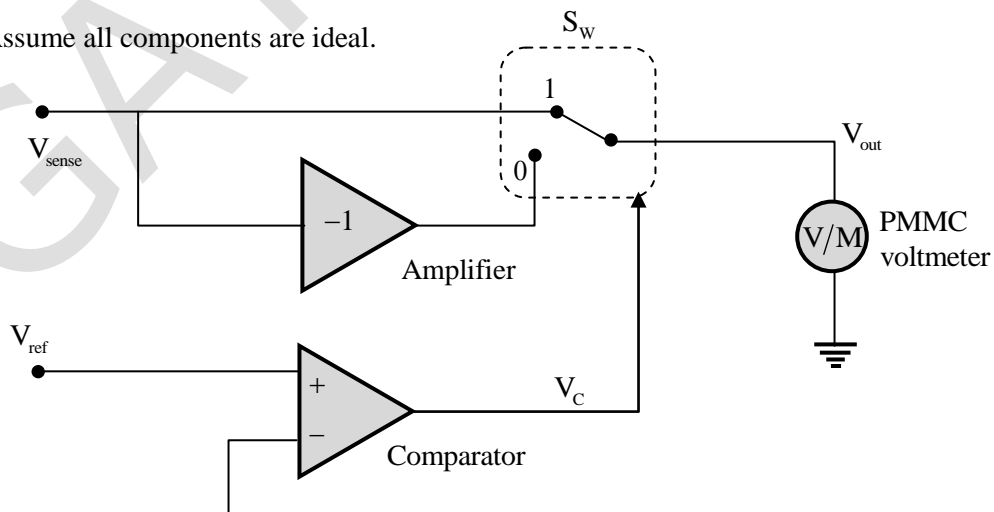 Assume all components are ideal.
S_W
1
V_sense
0
V_out
−1
V/M
PMMC
voltmeter
Amplifier
V_ref
+
V_C
−
Comparator